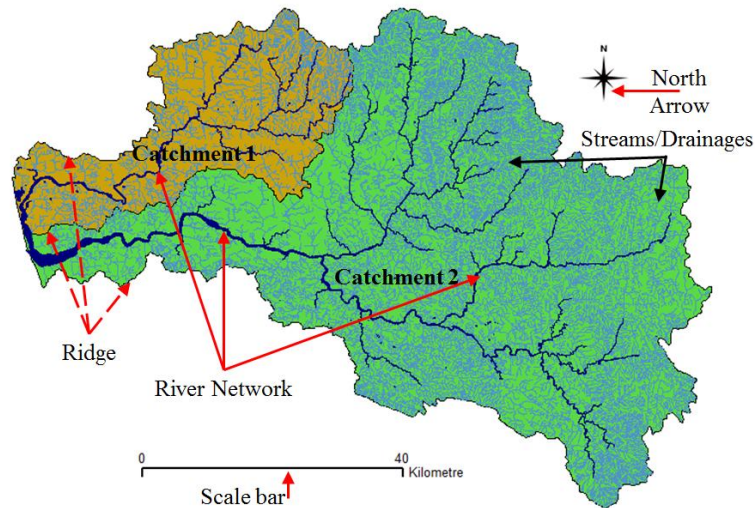 N
North
Arrow
Streams/Drainages
Catchment 1
Catchment 2
Ridge
River Network
0
40
Kilometre
Scale bar